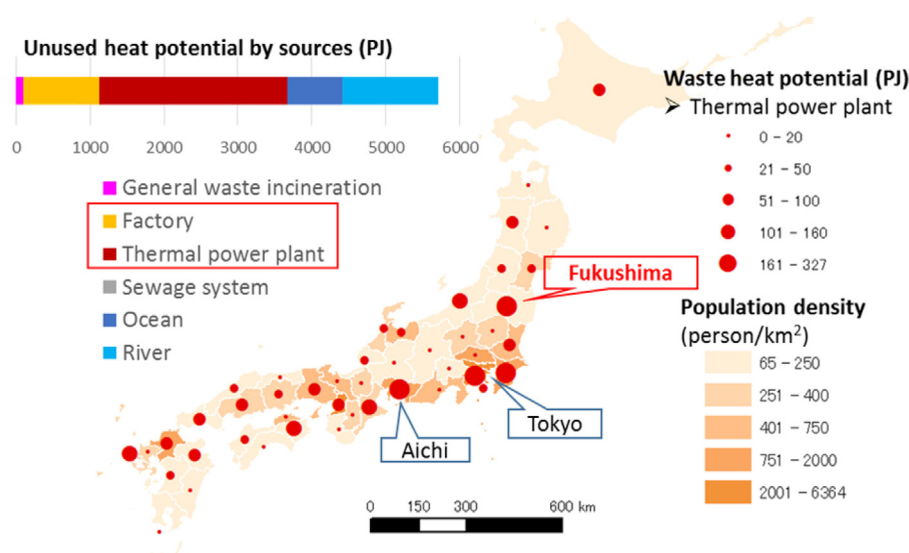 Unused heat potential by sources (PJ)
0 1000 2000 3000 4000 5000 6000
General waste incineration
Factory
Thermal power plant
Sewage system
Ocean
River
Waste heat potential (PJ)
➢ Thermal power plant
0 – 20
21 – 50
51 – 100
101 – 160
161 – 327
Fukushima
Population density
(person/km²)
65 – 250
251 – 400
401 – 750
751 – 2000
2001 – 6364
Tokyo
Aichi
0 150 300 600 km